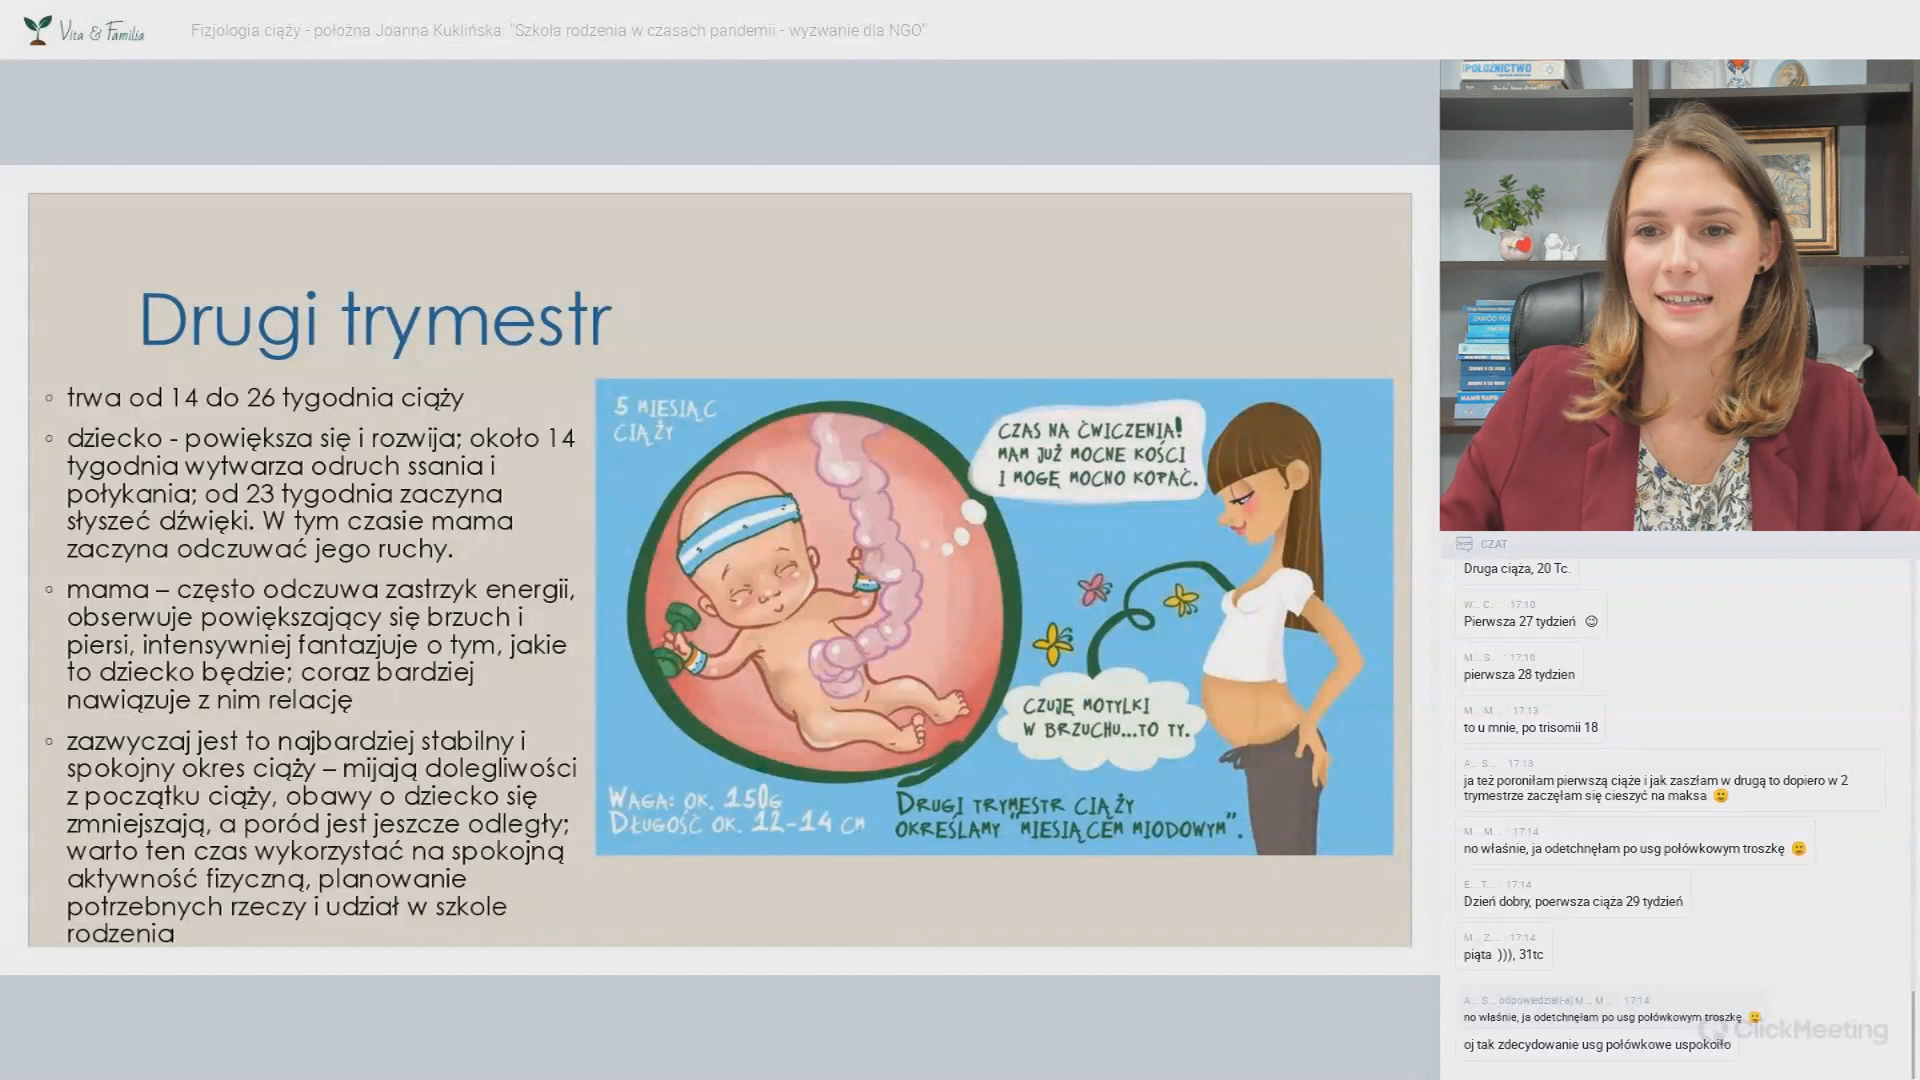 Vita & Familia
Fizjologia ciąży - położna Joanna Kuklińska. "Szkoła rodzenia w czasach pandemii - wyzwanie dla NGO"
POŁOŻNICTWO
Drugi trymestr
◦ trwa od 14 do 26 tygodnia ciąży
◦ dziecko - powiększa się i rozwija; około 14
tygodnia wytwarza odruch ssania i
połykania; od 23 tygodnia zaczyna
słyszeć dźwięki. W tym czasie mama
zaczyna odczuwać jego ruchy.
◦ mama – często odczuwa zastrzyk energii,
obserwuje powiększający się brzuch i
piersi, intensywniej fantazjuje o tym, jakie
to dziecko będzie; coraz bardziej
nawiązuje z nim relację
◦ zazwyczaj jest to najbardziej stabilny i
spokojny okres ciąży – mijają dolegliwości
z początku ciąży, obawy o dziecko się
zmniejszają, a poród jest jeszcze odległy;
warto ten czas wykorzystać na spokojną
aktywność fizyczną, planowanie
potrzebnych rzeczy i udział w szkole
rodzenia
5 MIESIĄC
CIĄŻY
CZAS NA ĆWICZENIA!
MAM JUŻ MOCNE KOŚCI
I MOGĘ MOCNO KOPAĆ.
CZUJĘ MOTYLKI
W BRZUCHU...TO TY.
WAGA: OK. 150G
DŁUGOŚĆ OK. 12-14 CM
DRUGI TRYMESTR CIĄŻY
OKREŚLAMY "MIESIĄCEM MIODOWYM".
CZAT
Druga ciąża, 20 Tc.
W... C... · 17:10
Pierwsza 27 tydzień
M... S... · 17:10
pierwsza 28 tydzien
M... M... · 17:13
to u mnie, po trisomii 18
A... S... · 17:13
ja też poroniłam pierwszą ciąże i jak zaszłam w drugą to dopiero w 2
trymestrze zaczęłam się cieszyć na maksa
M... M... · 17:14
no właśnie, ja odetchnęłam po usg połówkowym troszkę
E... T... · 17:14
Dzień dobry, poerwsza ciąża 29 tydzień
M... Z... · 17:14
piąta ))), 31tc
A... S... odpowiedział(-a) M... M... · 17:14
no właśnie, ja odetchnęłam po usg połówkowym troszkę
oj tak zdecydowanie usg połówkowe uspokoiło
ClickMeeting